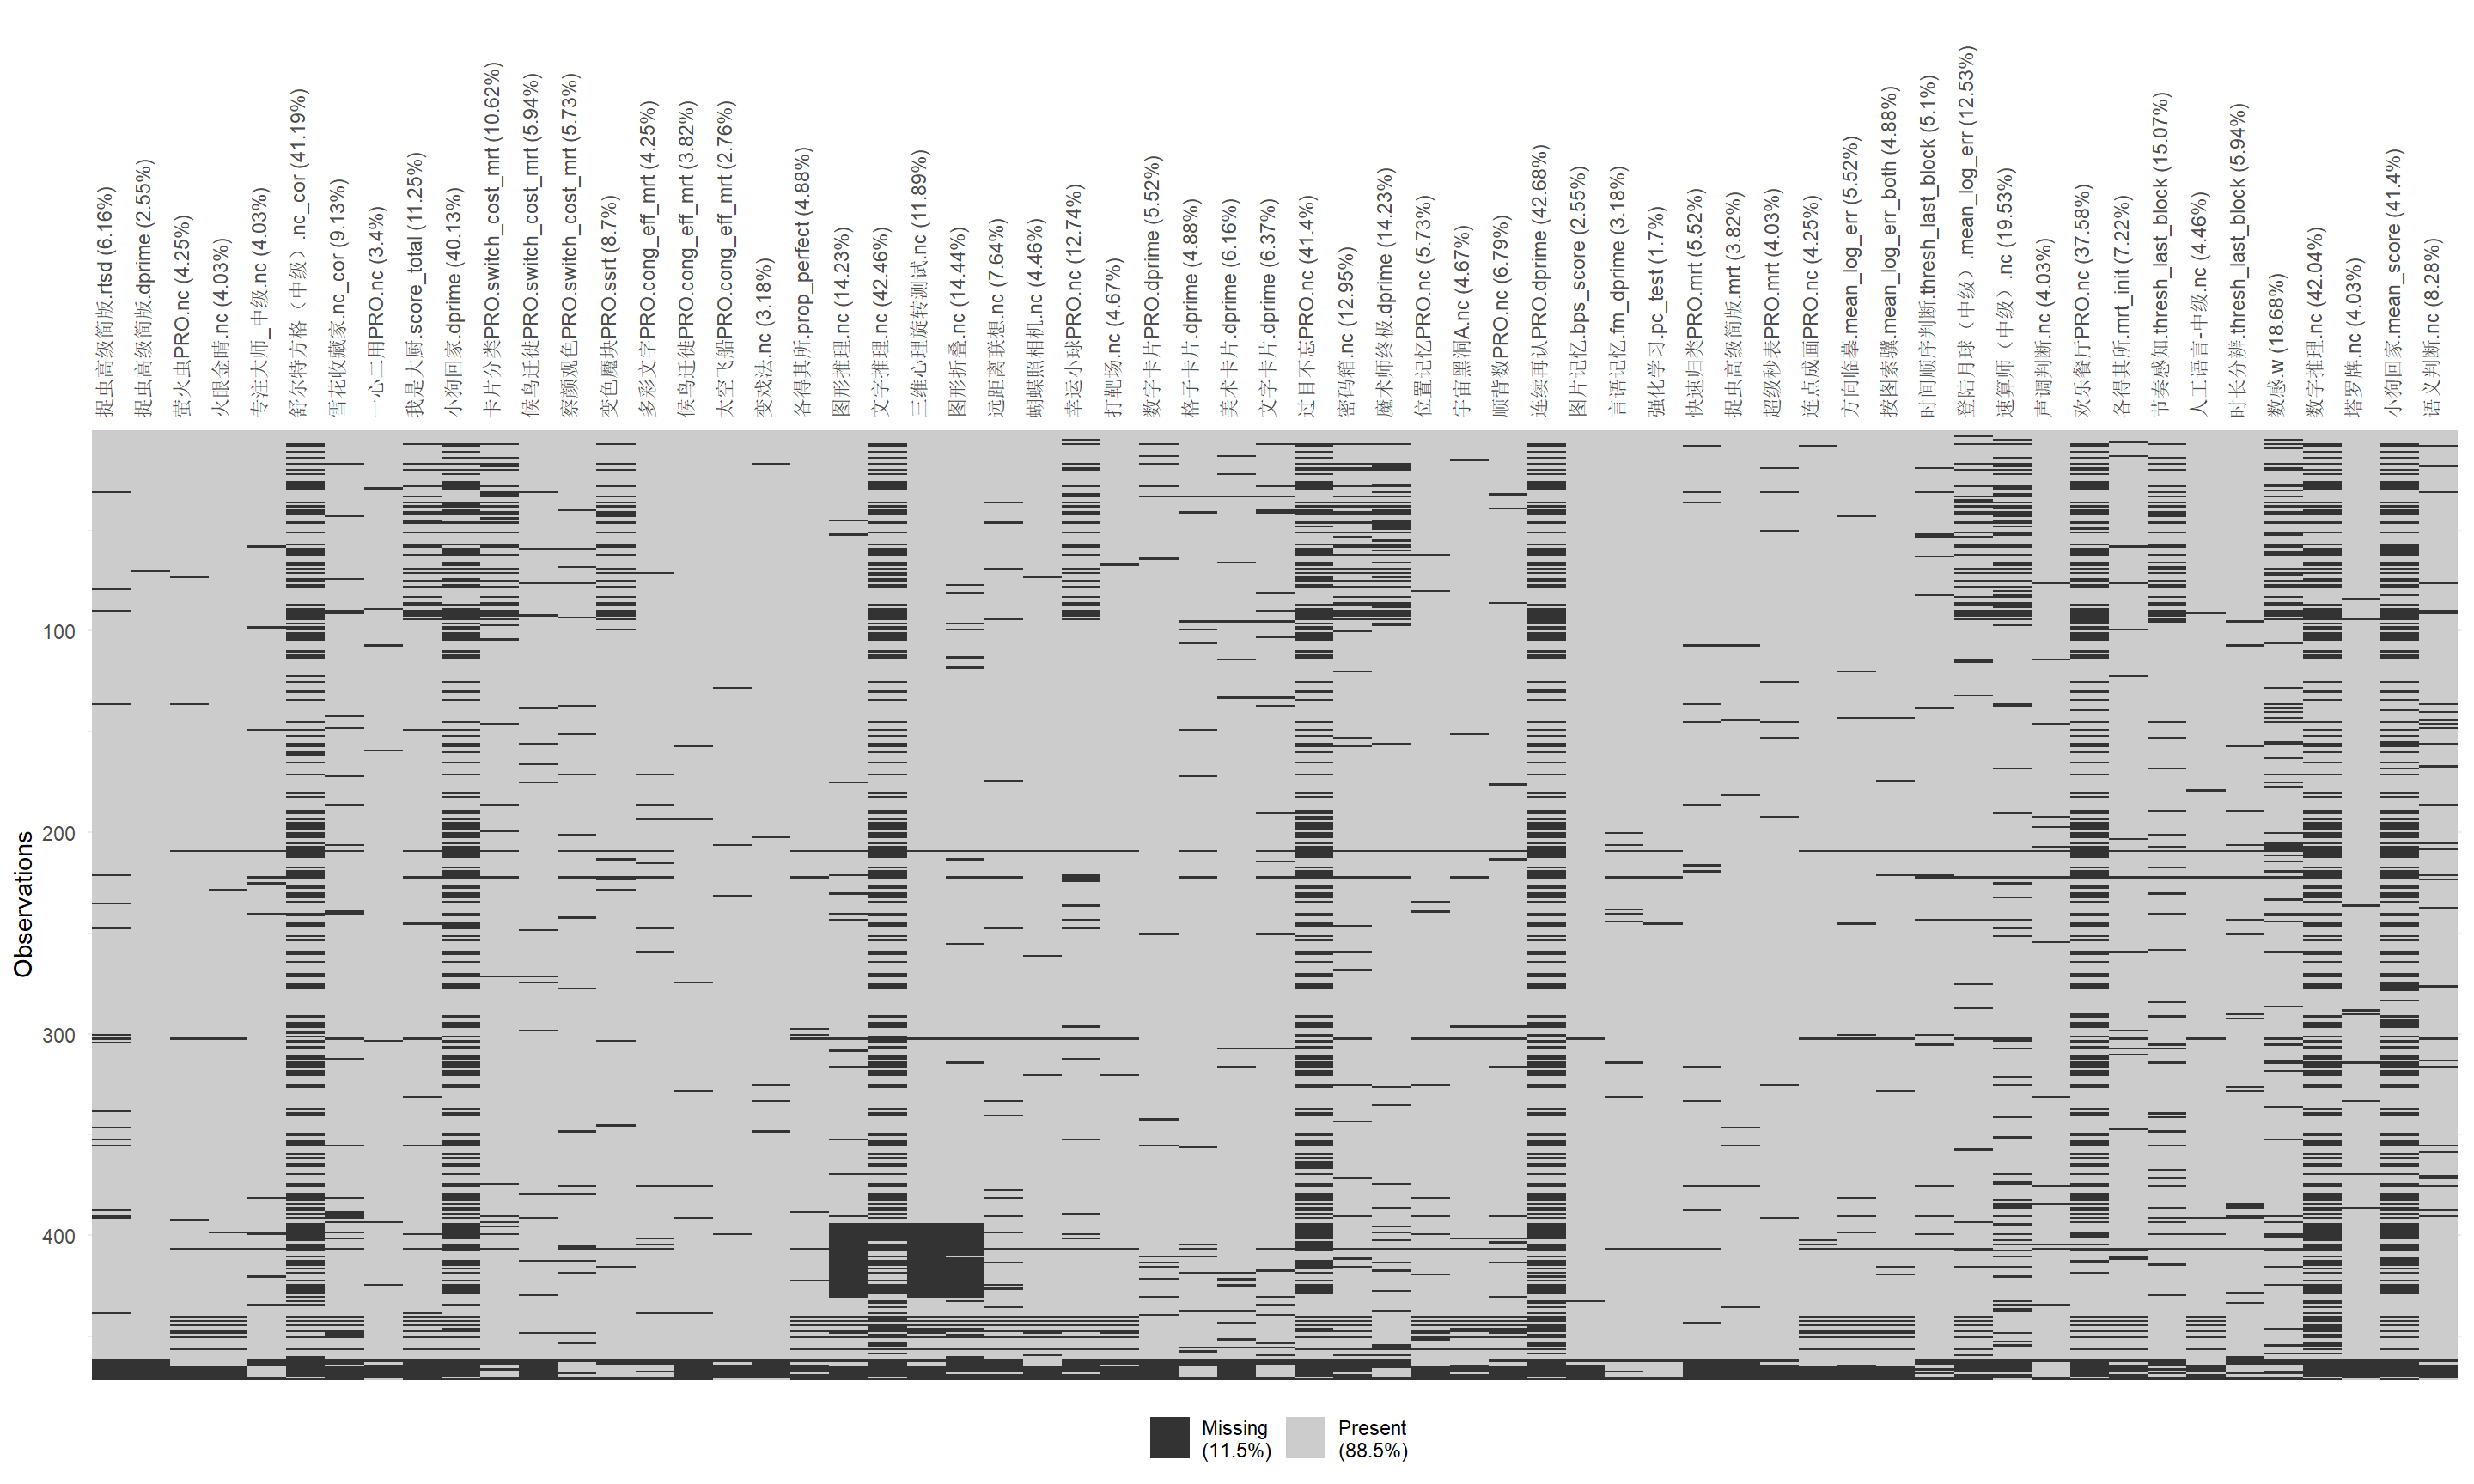 捉虫高级简版.rtsd (6.16%)
捉虫高级简版.dprime (2.55%)
萤火虫PRO.nc (4.25%)
火眼金睛.nc (4.03%)
专注大师_中级.nc (4.03%)
舒尔特方格（中级）.nc_cor (41.19%)
雪花收藏家.nc_cor (9.13%)
一心二用PRO.nc (3.4%)
我是大厨.score_total (11.25%)
小狗回家.dprime (40.13%)
卡片分类PRO.switch_cost_mrt (10.62%)
候鸟迁徒PRO.switch_cost_mrt (5.94%)
察颜观色PRO.switch_cost_mrt (5.73%)
变色魔块PRO.ssrt (8.7%)
多彩文字PRO.cong_eff_mrt (4.25%)
候鸟迁徒PRO.cong_eff_mrt (3.82%)
太空飞船PRO.cong_eff_mrt (2.76%)
变戏法.nc (3.18%)
各得其所.prop_perfect (4.88%)
图形推理.nc (14.23%)
文字推理.nc (42.46%)
三维心理旋转测试.nc (11.89%)
图形折叠.nc (14.44%)
远距离联想.nc (7.64%)
蝴蝶照相机.nc (4.46%)
幸运小球PRO.nc (12.74%)
打靶场.nc (4.67%)
数字卡片PRO.dprime (5.52%)
格子卡片.dprime (4.88%)
美术卡片.dprime (6.16%)
文字卡片.dprime (6.37%)
过目不忘PRO.nc (41.4%)
密码箱.nc (12.95%)
魔术师终极.dprime (14.23%)
位置记忆PRO.nc (5.73%)
宇宙黑洞A.nc (4.67%)
顺背数PRO.nc (6.79%)
连续再认PRO.dprime (42.68%)
图片记忆.bps_score (2.55%)
言语记忆.fm_dprime (3.18%)
强化学习.pc_test (1.7%)
快速归类PRO.mrt (5.52%)
捉虫高级简版.mrt (3.82%)
超级秒表PRO.mrt (4.03%)
连点成画PRO.nc (4.25%)
方向临摹.mean_log_err (5.52%)
按图索骥.mean_log_err_both (4.88%)
时间顺序判断.thresh_last_block (5.1%)
登陆月球（中级）.mean_log_err (12.53%)
速算师（中级）.nc (19.53%)
声调判断.nc (4.03%)
欢乐餐厅PRO.nc (37.58%)
各得其所.mrt_init (7.22%)
节奏感知.thresh_last_block (15.07%)
人工语言-中级.nc (4.46%)
时长分辨.thresh_last_block (5.94%)
数感.w (18.68%)
数字推理.nc (42.04%)
塔罗牌.nc (4.03%)
小狗回家.mean_score (41.4%)
语义判断.nc (8.28%)
Observations
100
200
300
400
Missing
(11.5%)
Present
(88.5%)